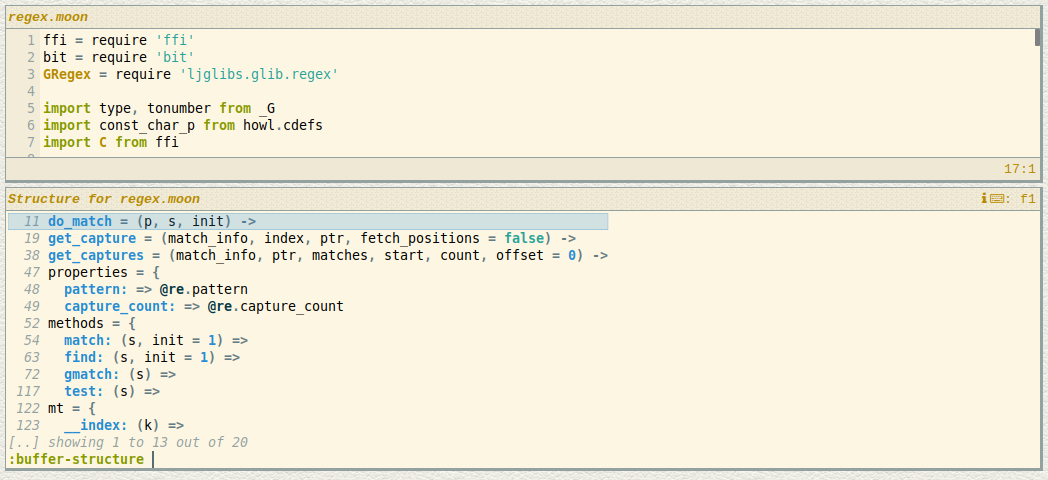 regex.moon
1 ffi = require 'ffi'
2 bit = require 'bit'
3 GRegex = require 'ljglibs.glib.regex'
4
5 import type, tonumber from _G
6 import const_char_p from howl.cdefs
7 import C from ffi
8
17:1
Structure for regex.moon ℹ⌨: f1
11 do_match = (p, s, init) ->
19 get_capture = (match_info, index, ptr, fetch_positions = false) ->
38 get_captures = (match_info, ptr, matches, start, count, offset = 0) ->
47 properties = {
48 pattern: => @re.pattern
49 capture_count: => @re.capture_count
52 methods = {
54 match: (s, init = 1) =>
63 find: (s, init = 1) =>
72 gmatch: (s) =>
117 test: (s) =>
122 mt = {
123 __index: (k) =>
[..] showing 1 to 13 out of 20
:buffer-structure